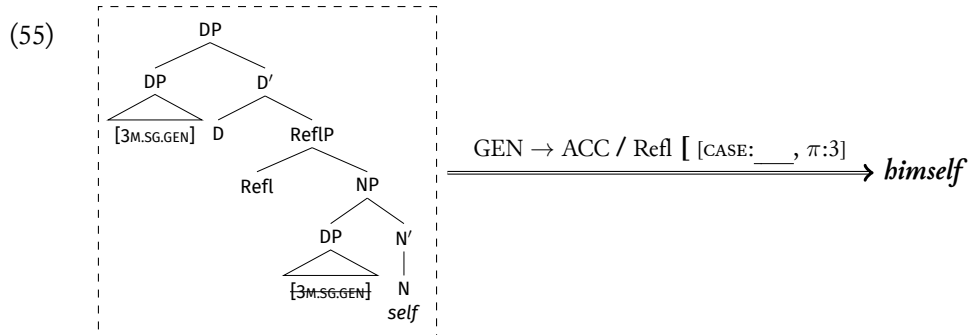 (55)
DP
DP D′
[3M.SG.GEN] D ReflP
Refl NP
DP N′
[3M.SG.GEN] N
self
GEN → ACC / Refl [ [CASE:___, π:3]
himself